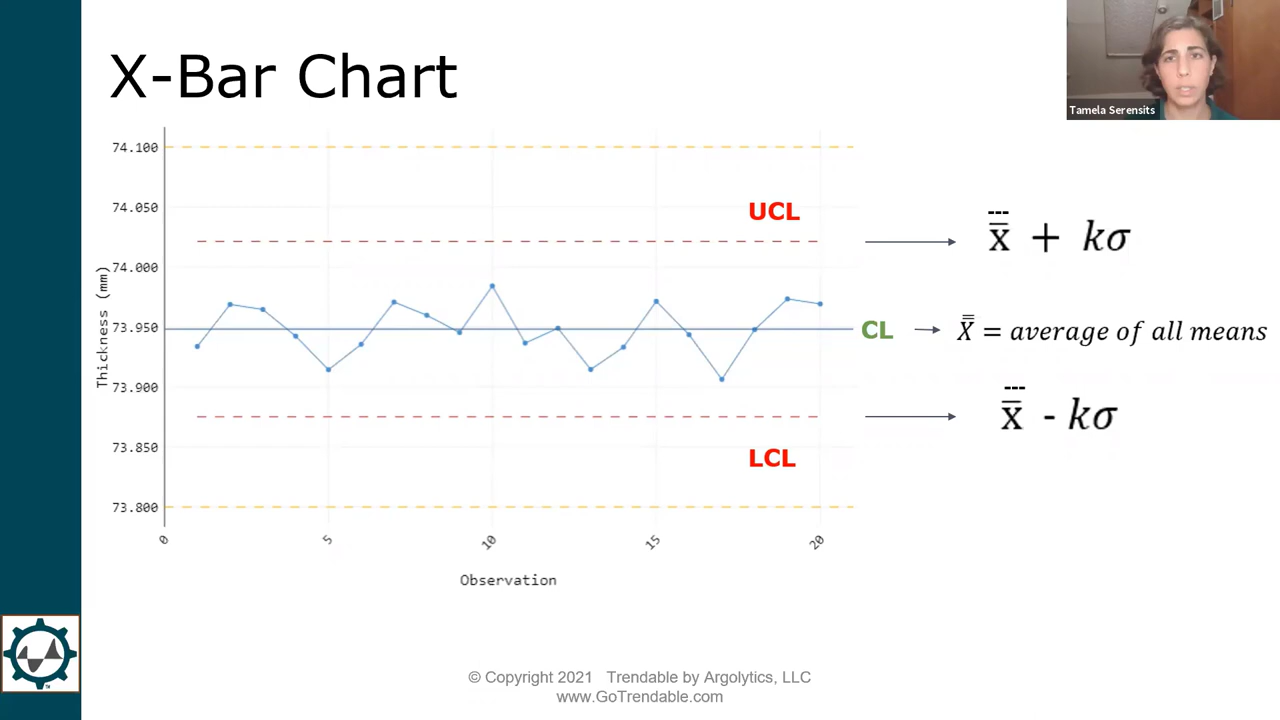 X-Bar Chart
Tamela Serensits
74.100
74.050
74.000
73.950
73.900
73.850
73.800
Thickness (mm)
UCL
CL
LCL
x̿ + kσ
X̿ = average of all means
x̿ - kσ
0
5
10
15
20
Observation
© Copyright 2021 Trendable by Argolytics, LLC
www.GoTrendable.com
TM